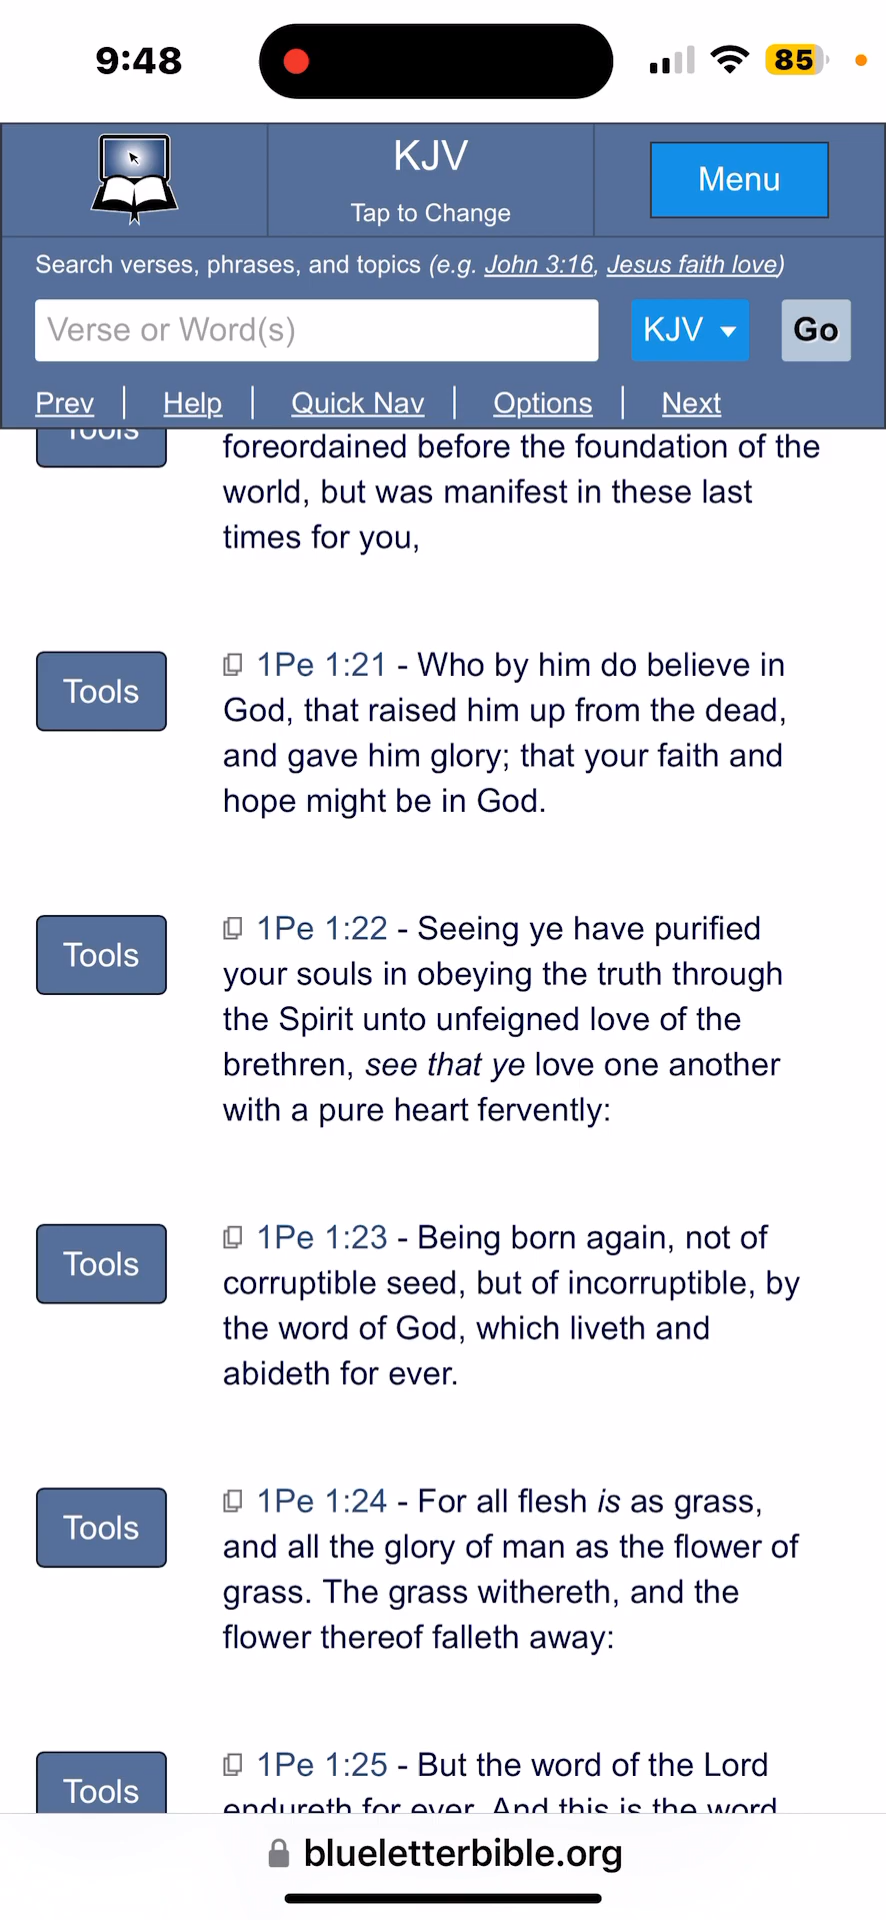 9:48
85
KJV
Tap to Change
Menu
Search verses, phrases, and topics (e.g. John 3:16, Jesus faith love)
Verse or Word(s)
KJV
Go
Prev | Help | Quick Nav | Options | Next
Tools
foreordained before the foundation of the
world, but was manifest in these last
times for you,
Tools
1Pe 1:21 - Who by him do believe in
God, that raised him up from the dead,
and gave him glory; that your faith and
hope might be in God.
Tools
1Pe 1:22 - Seeing ye have purified
your souls in obeying the truth through
the Spirit unto unfeigned love of the
brethren, see that ye love one another
with a pure heart fervently:
Tools
1Pe 1:23 - Being born again, not of
corruptible seed, but of incorruptible, by
the word of God, which liveth and
abideth for ever.
Tools
1Pe 1:24 - For all flesh is as grass,
and all the glory of man as the flower of
grass. The grass withereth, and the
flower thereof falleth away:
Tools
1Pe 1:25 - But the word of the Lord
endureth for ever. And this is the word
blueletterbible.org